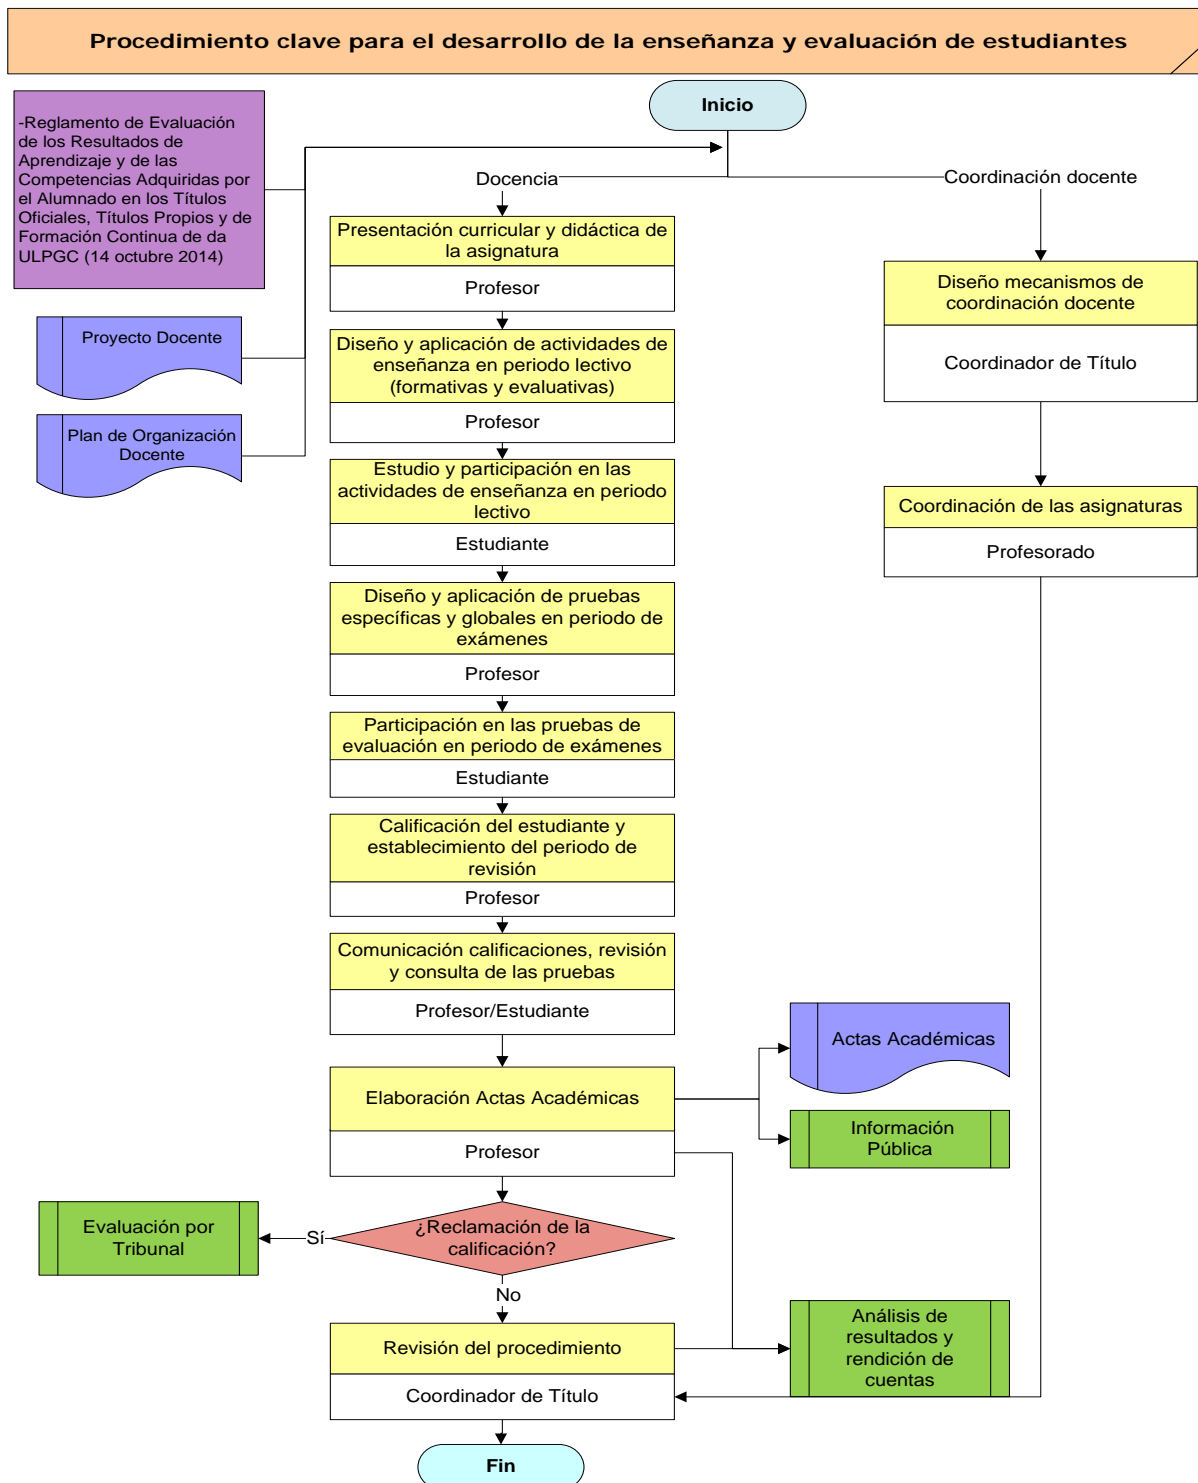 Procedimiento clave para el desarrollo de la enseñanza y evaluación de estudiantes
Inicio
-Reglamento de Evaluación
de los Resultados de
Aprendizaje y de las
Competencias Adquiridas por
el Alumnado en los Títulos
Oficiales, Títulos Propios y de
Formación Continua de da
ULPGC (14 octubre 2014)
Proyecto Docente
Plan de Organización
Docente
Docencia
Coordinación docente
Presentación curricular y didáctica de
la asignatura
Profesor
Diseño y aplicación de actividades de
enseñanza en periodo lectivo
(formativas y evaluativas)
Profesor
Estudio y participación en las
actividades de enseñanza en periodo
lectivo
Estudiante
Diseño y aplicación de pruebas
específicas y globales en periodo de
exámenes
Profesor
Participación en las pruebas de
evaluación en periodo de exámenes
Estudiante
Calificación del estudiante y
establecimiento del periodo de
revisión
Profesor
Comunicación calificaciones, revisión
y consulta de las pruebas
Profesor/Estudiante
Elaboración Actas Académicas
Profesor
Diseño mecanismos de
coordinación docente
Coordinador de Título
Coordinación de las asignaturas
Profesorado
Actas Académicas
Información
Pública
¿Reclamación de la
calificación?
Sí
Evaluación por
Tribunal
No
Revisión del procedimiento
Coordinador de Título
Análisis de
resultados y
rendición de
cuentas
Fin